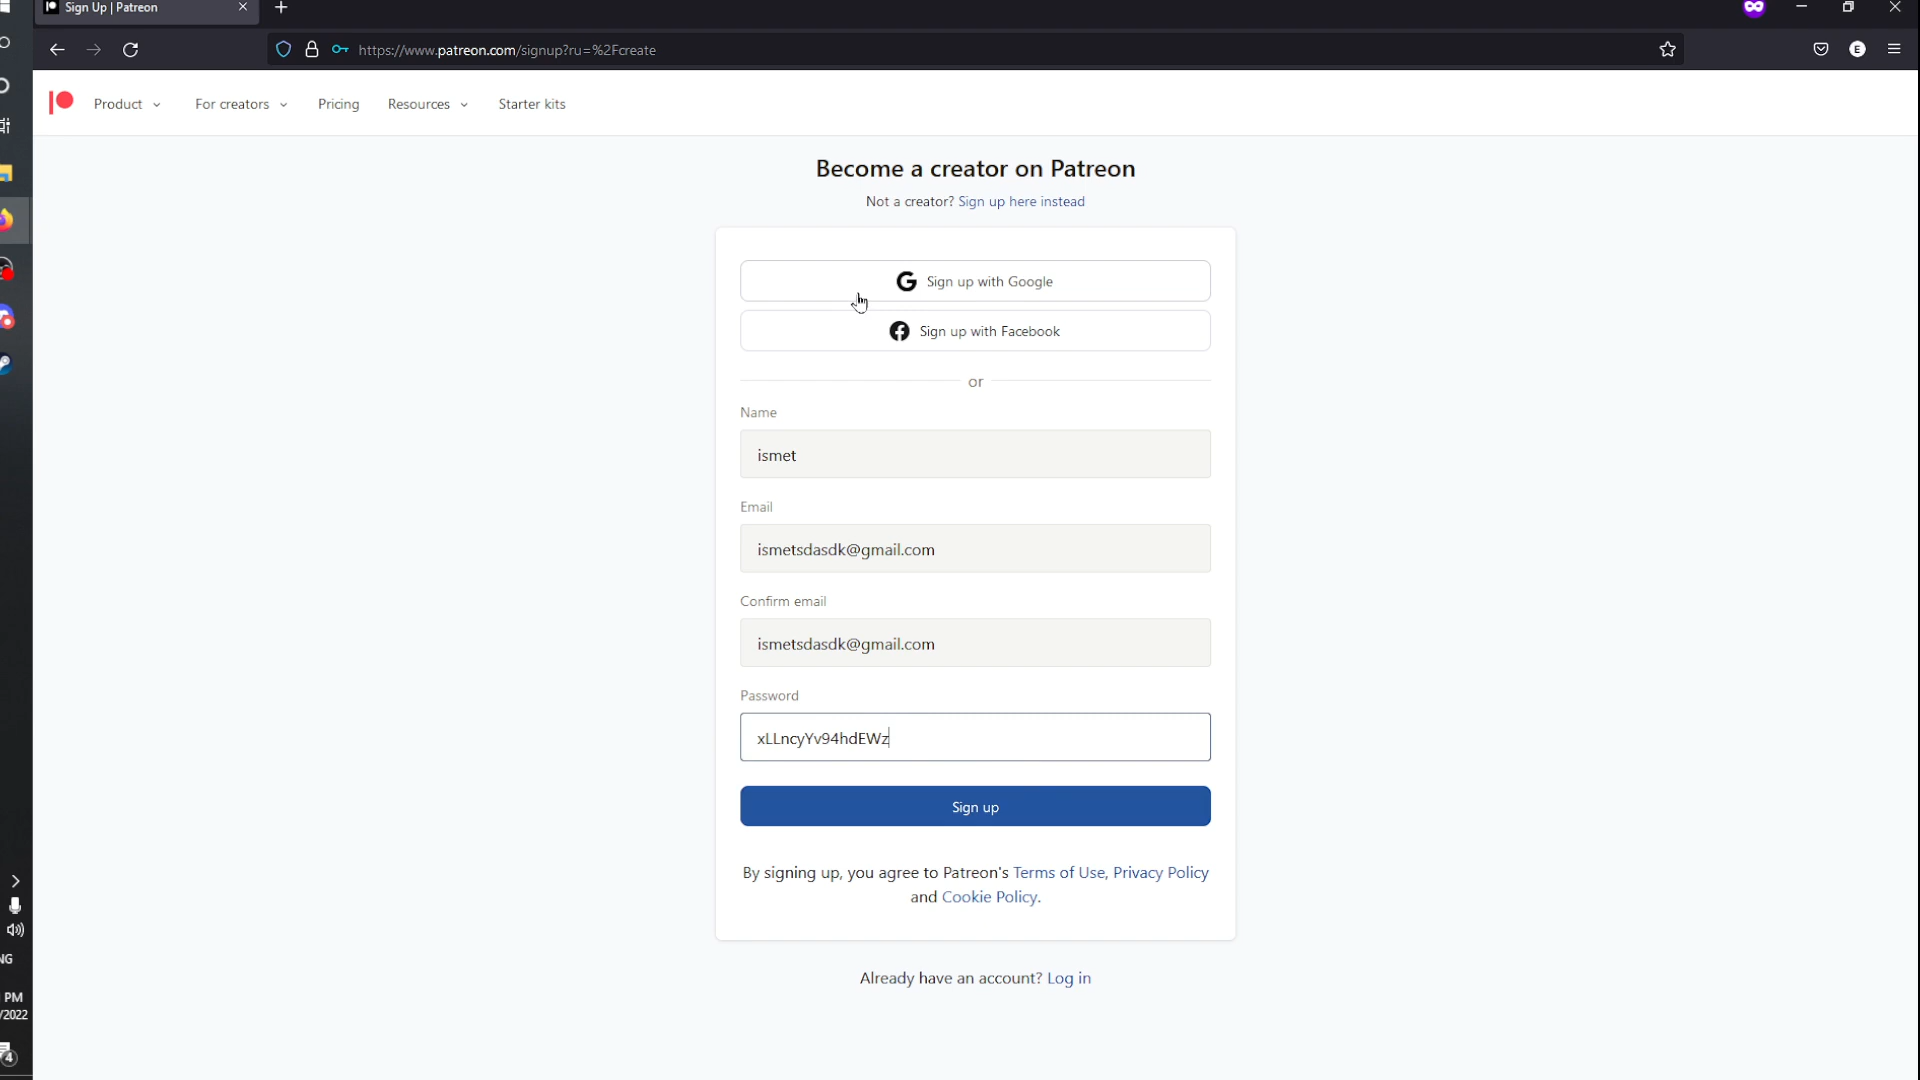 Sign Up | Patreon
https://www.patreon.com/signup?ru=%2Fcreate
E
Product For creators Pricing Resources Starter kits
Become a creator on Patreon
Not a creator? Sign up here instead
Sign up with Google
Sign up with Facebook
or
Name
ismet
Email
ismetsdasdk@gmail.com
Confirm email
ismetsdasdk@gmail.com
Password
xLLncyYv94hdEWz
Sign up
By signing up, you agree to Patreon's Terms of Use, Privacy Policy
and Cookie Policy.
Already have an account? Log in
NG
PM
/2022
4